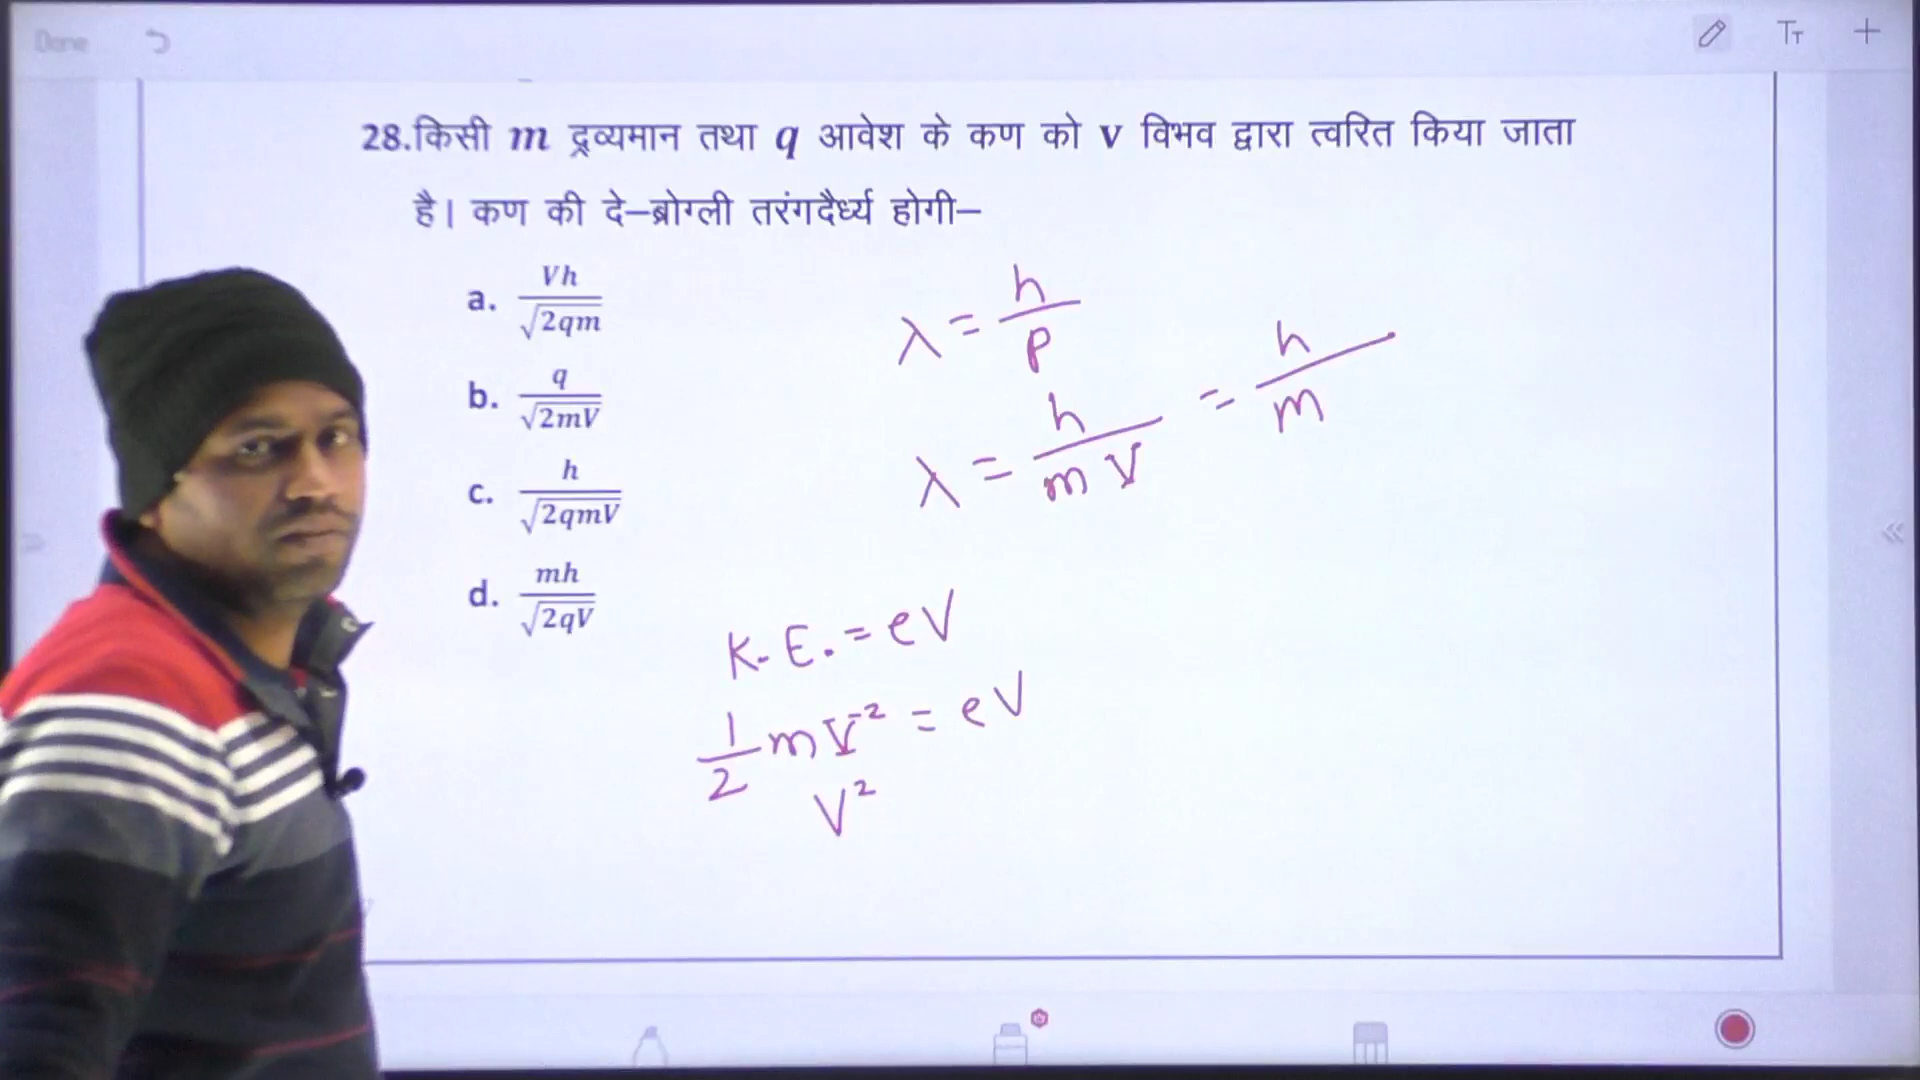 Done
28.किसी m द्रव्यमान तथा q आवेश के कण को v विभव द्वारा त्वरित किया जाता
है। कण की दे–ब्रोग्ली तरंगदैर्ध्य होगी–
a. Vh/√2qm
b. q/√2mV
c. h/√2qmV
d. mh/√2qV
λ = h/p
λ = h/mV = h/m
K.E. = eV
1/2 mV² = eV
V²